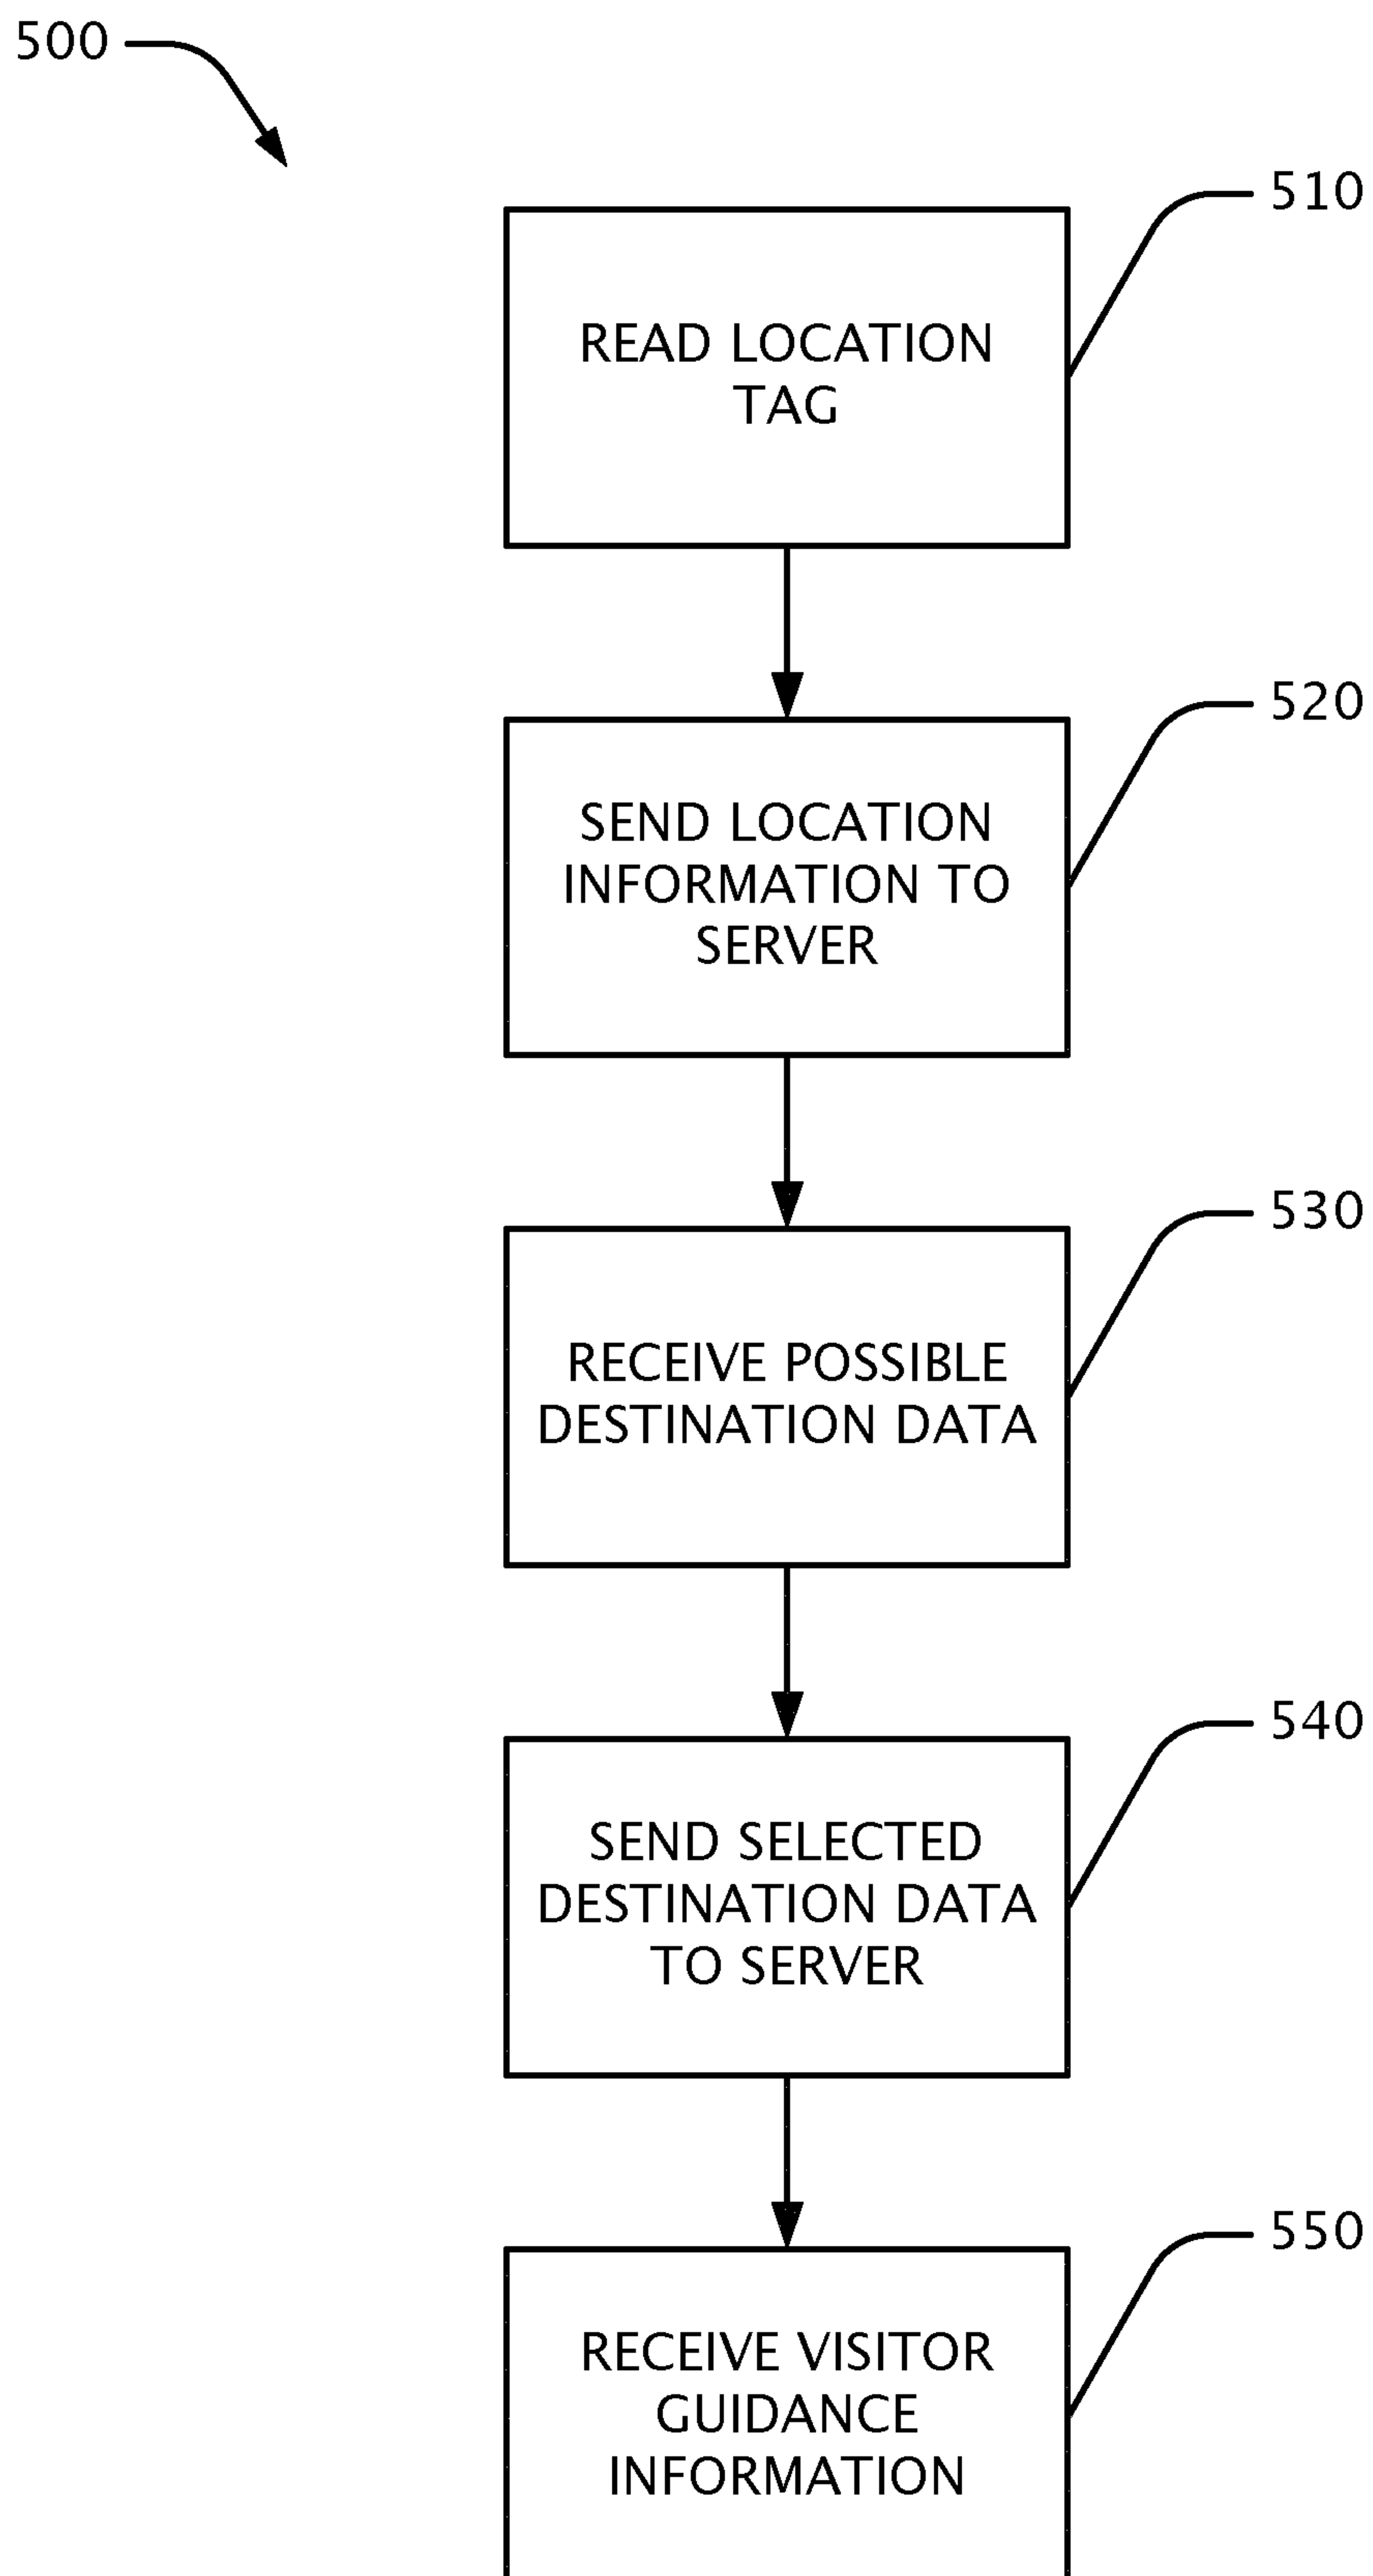 500
510
READ LOCATION
TAG
520
SEND LOCATION
INFORMATION TO
SERVER
530
RECEIVE POSSIBLE
DESTINATION DATA
540
SEND SELECTED
DESTINATION DATA
TO SERVER
550
RECEIVE VISITOR
GUIDANCE
INFORMATION